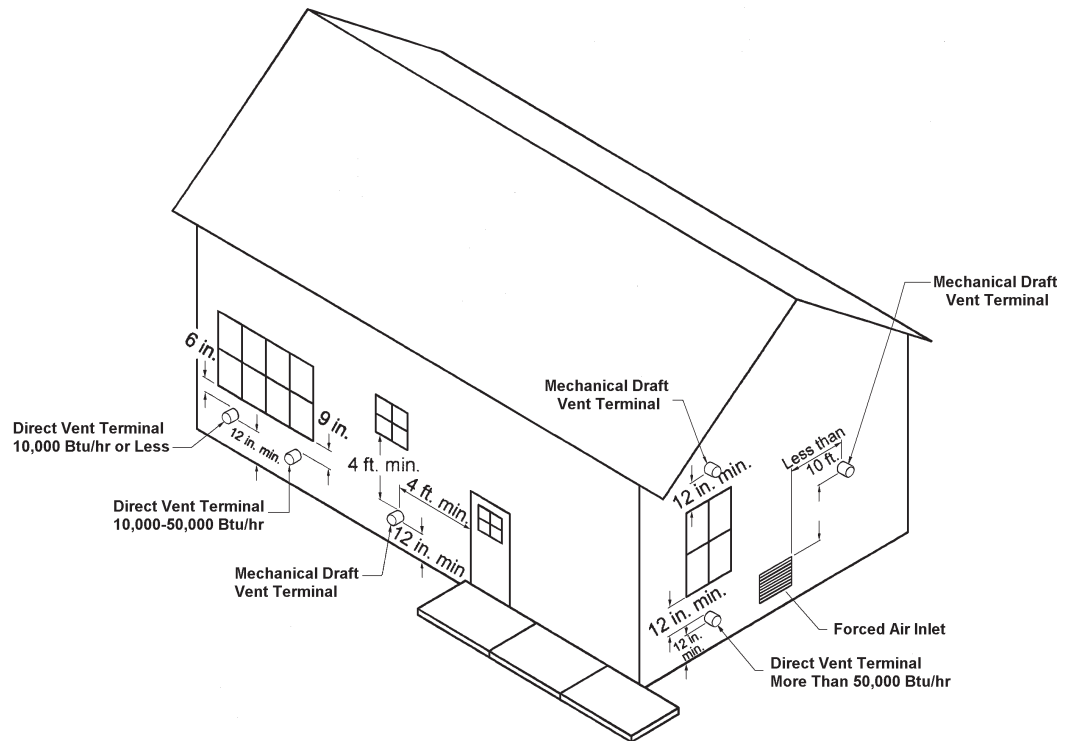 Mechanical Draft
Vent Terminal
Mechanical Draft
Vent Terminal
6 in.
Direct Vent Terminal
10,000 Btu/hr or Less
12 in. min.
9 in.
Direct Vent Terminal
10,000-50,000 Btu/hr
4 ft. min.
4 ft. min.
12 in. min
Mechanical Draft
Vent Terminal
12 in. min.
Less than
10 ft.
12 in. min.
12 in.
min.
Forced Air Inlet
Direct Vent Terminal
More Than 50,000 Btu/hr